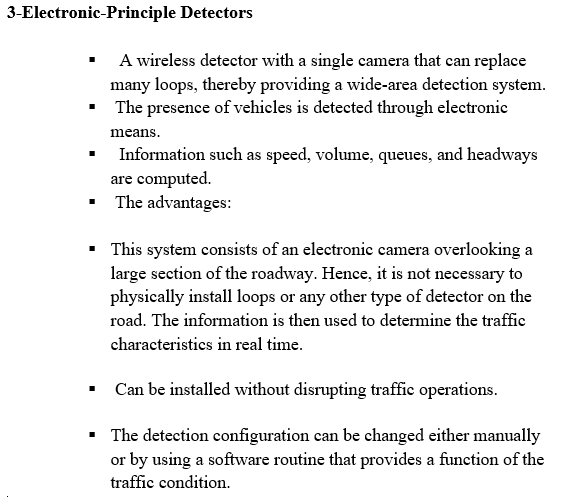 3-Electronic-Principle Detectors
▪ A wireless detector with a single camera that can replace
many loops, thereby providing a wide-area detection system.
▪ The presence of vehicles is detected through electronic
means.
▪ Information such as speed, volume, queues, and headways
are computed.
▪ The advantages:
▪ This system consists of an electronic camera overlooking a
large section of the roadway. Hence, it is not necessary to
physically install loops or any other type of detector on the
road. The information is then used to determine the traffic
characteristics in real time.
▪ Can be installed without disrupting traffic operations.
▪ The detection configuration can be changed either manually
or by using a software routine that provides a function of the
traffic condition.